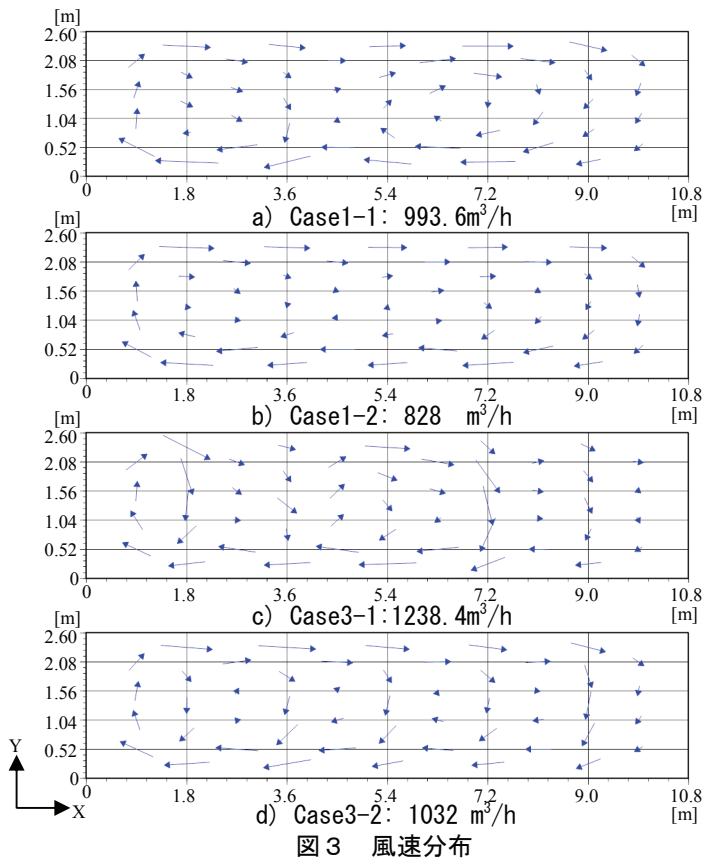 [m]
2.60
2.08
1.56
1.04
0.52
0
0 1.8 3.6 5.4 7.2 9.0 10.8
a) Case1-1: 993.6m³/h [m]
[m]
2.60
2.08
1.56
1.04
0.52
0
0 1.8 3.6 5.4 7.2 9.0 10.8
b) Case1-2: 828 m³/h [m]
[m]
2.60
2.08
1.56
1.04
0.52
0
0 1.8 3.6 5.4 7.2 9.0 10.8
c) Case3-1:1238.4m³/h [m]
[m]
2.60
2.08
1.56
1.04
0.52
0
0 1.8 3.6 5.4 7.2 9.0 10.8
Y
X
d) Case3-2: 1032 m³/h [m]
図3 風速分布